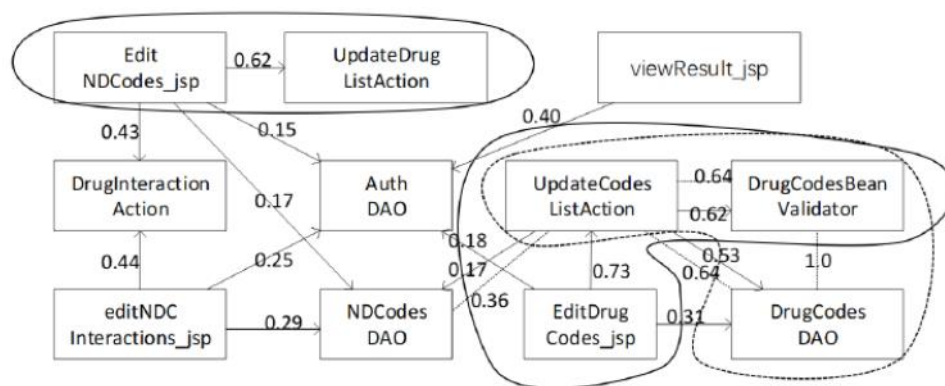 Edit
NDCodes_jsp
0.62
UpdateDrug
ListAction
viewResult_jsp
0.43
0.15
0.40
DrugInteraction
Action
0.17
Auth
DAO
UpdateCodes
ListAction
0.64
0.62
DrugCodesBean
Validator
0.44
0.25
0.18
0.17
0.36
0.73
0.53
0.64
1.0
editNDC
Interactions_jsp
0.29
NDCodes
DAO
EditDrug
Codes_jsp
0.31
DrugCodes
DAO